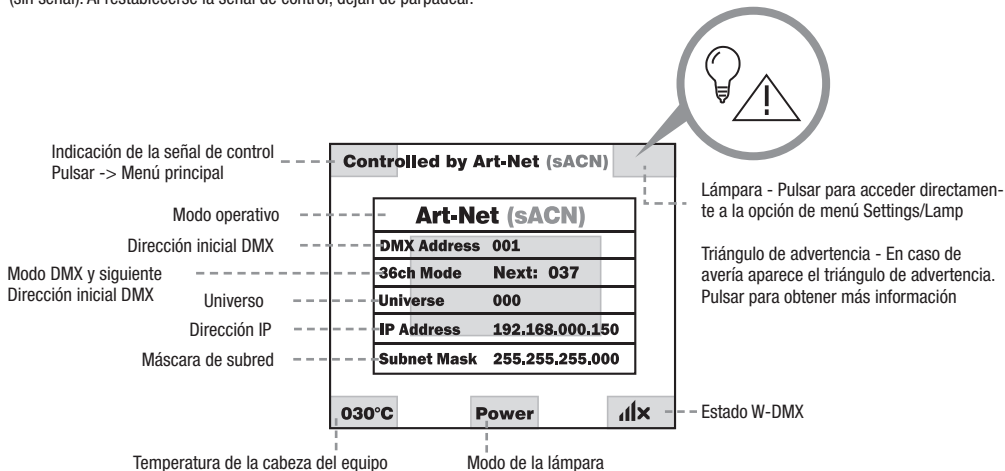 (sin señal). Al restablecerse la señal de control, dejan de parpadear.
Indicación de la señal de control
Pulsar -> Menú principal
Controlled by Art-Net (sACN)
Lámpara - Pulsar para acceder directamen-
te a la opción de menú Settings/Lamp
Triángulo de advertencia - En caso de
avería aparece el triángulo de advertencia.
Pulsar para obtener más información
Modo operativo
Art-Net (sACN)
Dirección inicial DMX
DMX Address 001
Modo DMX y siguiente
Dirección inicial DMX
36ch Mode Next: 037
Universo
Universe 000
Dirección IP
IP Address 192.168.000.150
Máscara de subred
Subnet Mask 255.255.255.000
030°C
Power
Estado W-DMX
Temperatura de la cabeza del equipo
Modo de la lámpara